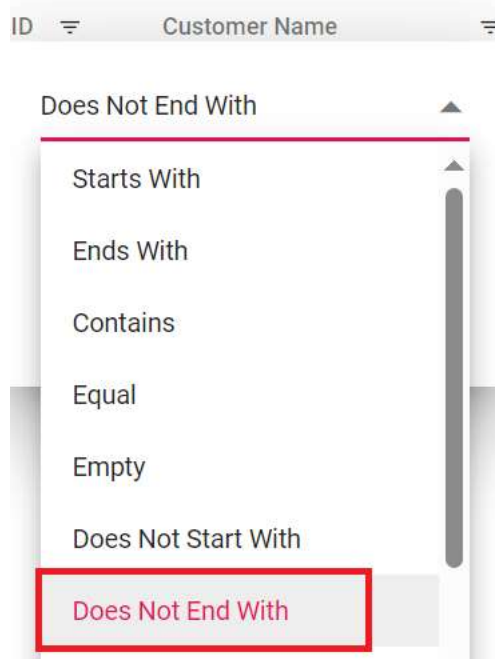 ID Customer Name
Does Not End With
Starts With
Ends With
Contains
Equal
Empty
Does Not Start With
Does Not End With